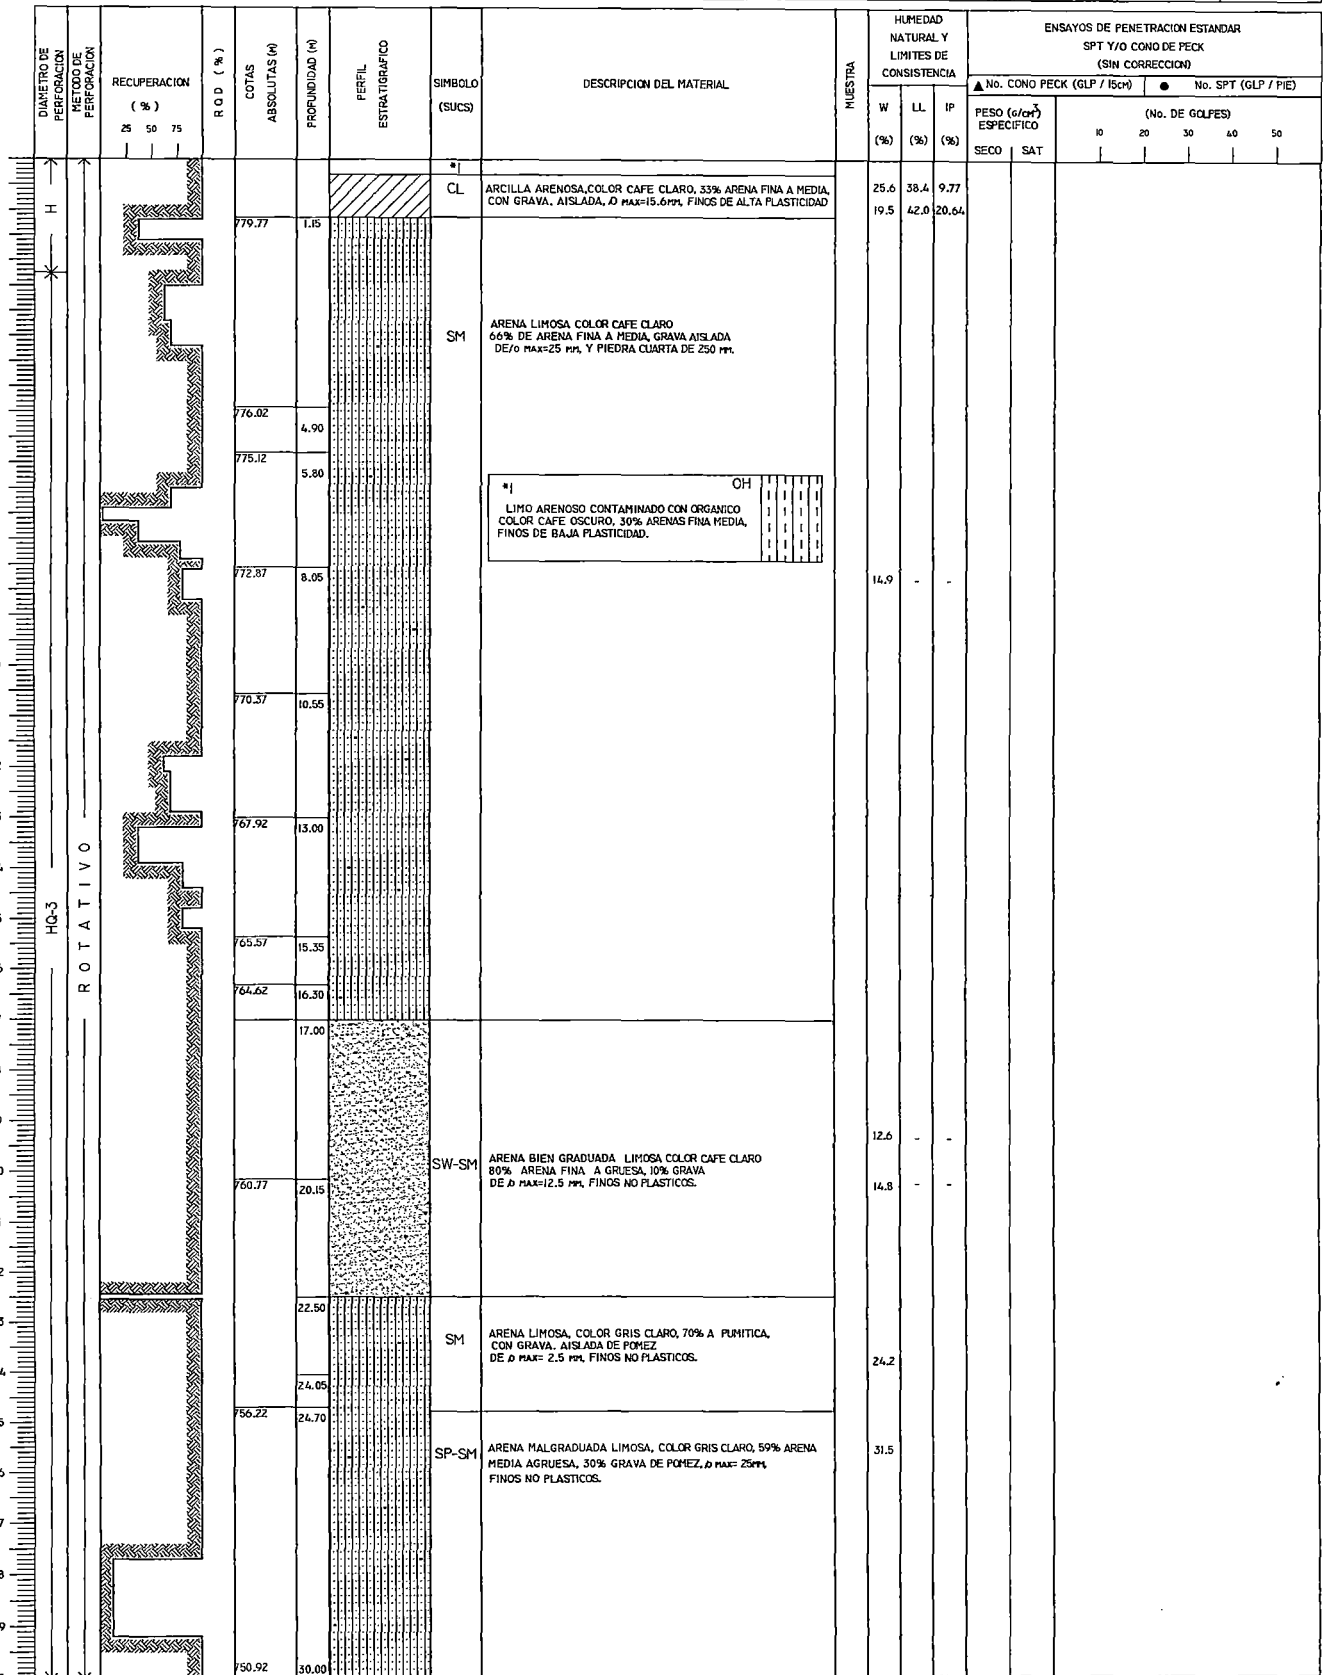 DIAMETRO DE PERFORACION
METODO DE PERFORACION
RECUPERACION
( % )
25 50 75
R Q D ( % )
COTAS
ABSOLUTAS (M)
PROFUNDIDAD (M)
PERFIL
ESTRATIGRAFICO
SIMBOLO
(SUCS)
DESCRIPCION DEL MATERIAL
MUESTRA
HUMEDAD
NATURAL Y
LIMITES DE
CONSISTENCIA
W LL IP
(%) (%) (%)
ENSAYOS DE PENETRACION ESTANDAR
SPT Y/O CONO DE PECK
(SIN CORRECCION)
▲ No. CONO PECK (GLP / 15cm) ● No. SPT (GLP / PIE)
PESO (G/cm³)
ESPECIFICO
SECO SAT
(No. DE GOLPES)
10 20 30 40 50
*1
CL
ARCILLA ARENOSA,COLOR CAFE CLARO, 33% ARENA FINA A MEDIA,
CON GRAVA. AISLADA, Ø MAX=15.6MM, FINOS DE ALTA PLASTICIDAD
25.6 38.4 9.77
19.5 42.0 20.64
H
779.77 1.15
SM
ARENA LIMOSA COLOR CAFE CLARO
66% DE ARENA FINA A MEDIA, GRAVA AISLADA
DE/O MAX=25 MM, Y PIEDRA CUARTA DE 250 MM.
776.02
4.90
775.12
5.80
*1 OH
LIMO ARENOSO CONTAMINADO CON ORGANICO
COLOR CAFE OSCURO, 30% ARENAS FINA MEDIA,
FINOS DE BAJA PLASTICIDAD.
772.87 8.05
14.9 - -
770.37 10.55
767.92 13.00
HQ-3
ROTATIVO
765.57 15.35
764.62 16.30
17.00
12.6 - -
SW-SM
ARENA BIEN GRADUADA LIMOSA COLOR CAFE CLARO
80% ARENA FINA A GRUESA, 10% GRAVA
DE Ø MAX=12.5 MM, FINOS NO PLASTICOS.
760.77 20.15
14.8 - -
22.50
SM
ARENA LIMOSA, COLOR GRIS CLARO, 70% A PUMITICA,
CON GRAVA. AISLADA DE POMEZ
DE Ø MAX= 2.5 MM, FINOS NO PLASTICOS.
24.2
24.05
756.22 24.70
SP-SM
ARENA MALGRADUADA LIMOSA, COLOR GRIS CLARO, 59% ARENA
MEDIA AGRUESA, 30% GRAVA DE POMEZ, Ø MAX= 25MM,
FINOS NO PLASTICOS.
31.5
750.92 30.00